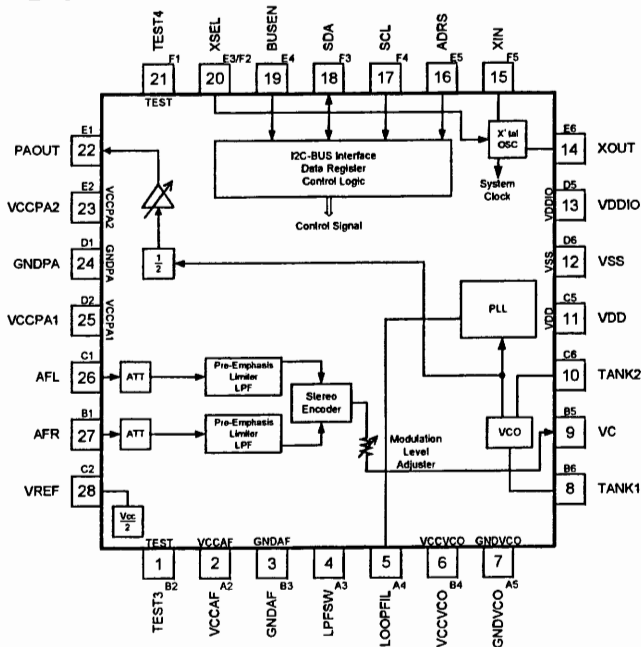 TEST4
XSEL
BUSEN
SDA
SCL
ADRS
XIN
F1
E3/F2
E4
F3
F4
E5
F5
21
20
19
18
17
16
15
TEST
E1
PAOUT
22
E2
VCCPA2
23
VCCPA2
D1
GNDPA
24
GNDPA
D2
VCCPA1
25
VCCPA1
C1
AFL
26
B1
AFR
27
C2
VREF
28
I2C-BUS Interface
Data Register
Control Logic
Control Signal
X'tal
OSC
System
Clock
1/2
ATT
Pre-Emphasis
Limiter
LPF
ATT
Pre-Emphasis
Limiter
LPF
Stereo
Encoder
Modulation
Level
Adjuster
PLL
VCO
Vcc/2
E6
14
XOUT
D5
VDDIO
13
VDDIO
D6
VSS
12
VSS
C5
VDD
11
VDD
C6
10
TANK2
B5
9
VC
B6
8
TANK1
TEST
VCCAF
GNDAF
VCCVCO
GNDVCO
1
2
3
4
5
6
7
B2
A2
B3
A3
A4
B4
A5
TEST3
VCCAF
GNDAF
LPFSW
LOOPFIL
VCCVCO
GNDVCO